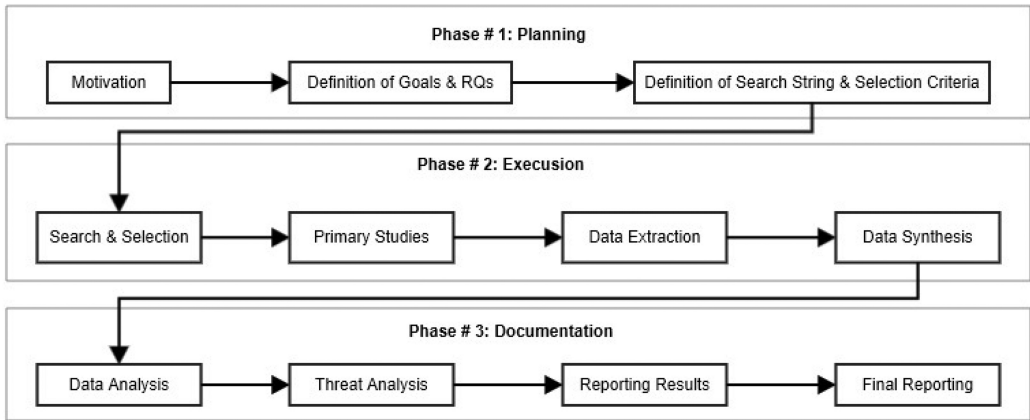 Phase # 1: Planning
Motivation
Definition of Goals & RQs
Definition of Search String & Selection Criteria
Phase # 2: Execusion
Search & Selection
Primary Studies
Data Extraction
Data Synthesis
Phase # 3: Documentation
Data Analysis
Threat Analysis
Reporting Results
Final Reporting